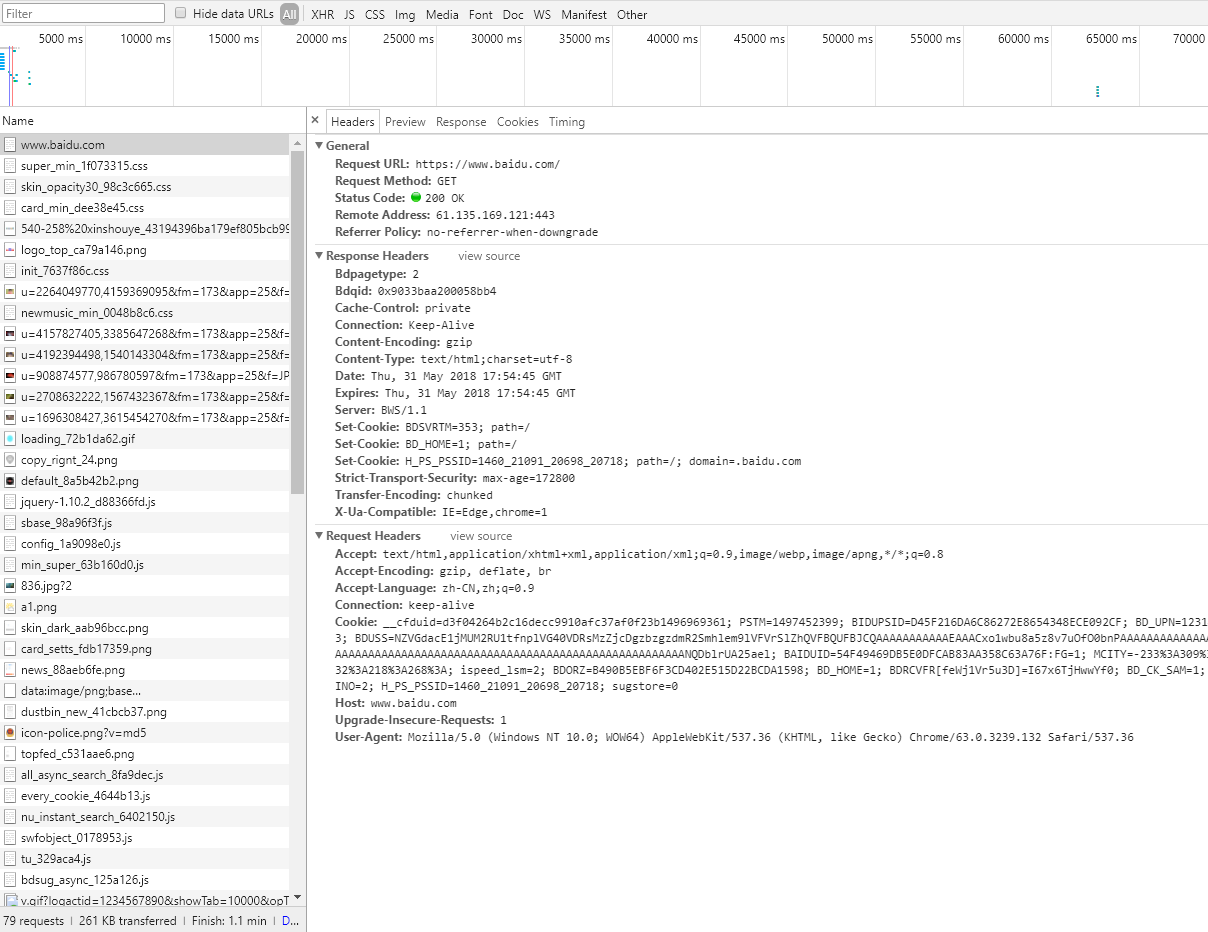 Filter Hide data URLs All XHR JS CSS Img Media Font Doc WS Manifest Other
5000 ms 10000 ms 15000 ms 20000 ms 25000 ms 30000 ms 35000 ms 40000 ms 45000 ms 50000 ms 55000 ms 60000 ms 65000 ms 70000
Name
www.baidu.com
super_min_1f073315.css
skin_opacity30_98c3c665.css
card_min_dee38e45.css
540-258%20xinshouye_43194396ba179ef805bcb99
logo_top_ca79a146.png
init_7637f86c.css
u=2264049770,4159369095&fm=173&app=25&f=
newmusic_min_0048b8c6.css
u=4157827405,3385647268&fm=173&app=25&f=
u=4192394498,1540143304&fm=173&app=25&f=
u=908874577,986780597&fm=173&app=25&f=JP
u=2708632222,1567432367&fm=173&app=25&f=
u=1696308427,3615454270&fm=173&app=25&f=
loading_72b1da62.gif
copy_rignt_24.png
default_8a5b42b2.png
jquery-1.10.2_d88366fd.js
sbase_98a96f3f.js
config_1a9098e0.js
min_super_63b160d0.js
836.jpg?2
a1.png
skin_dark_aab96bcc.png
card_setts_fdb17359.png
news_88aeb6fe.png
data:image/png;base...
dustbin_new_41cbcb37.png
icon-police.png?v=md5
topfed_c531aae6.png
all_async_search_8fa9dec.js
every_cookie_4644b13.js
nu_instant_search_6402150.js
swfobject_0178953.js
tu_329aca4.js
bdsug_async_125a126.js
v.gif?logactid=1234567890&showTab=10000&opT
79 requests | 261 KB transferred | Finish: 1.1 min | D...
× Headers Preview Response Cookies Timing
General
Request URL: https://www.baidu.com/
Request Method: GET
Status Code: 200 OK
Remote Address: 61.135.169.121:443
Referrer Policy: no-referrer-when-downgrade
Response Headers view source
Bdpagetype: 2
Bdqid: 0x9033baa200058bb4
Cache-Control: private
Connection: Keep-Alive
Content-Encoding: gzip
Content-Type: text/html;charset=utf-8
Date: Thu, 31 May 2018 17:54:45 GMT
Expires: Thu, 31 May 2018 17:54:45 GMT
Server: BWS/1.1
Set-Cookie: BDSVRTM=353; path=/
Set-Cookie: BD_HOME=1; path=/
Set-Cookie: H_PS_PSSID=1460_21091_20698_20718; path=/; domain=.baidu.com
Strict-Transport-Security: max-age=172800
Transfer-Encoding: chunked
X-Ua-Compatible: IE=Edge,chrome=1
Request Headers view source
Accept: text/html,application/xhtml+xml,application/xml;q=0.9,image/webp,image/apng,*/*;q=0.8
Accept-Encoding: gzip, deflate, br
Accept-Language: zh-CN,zh;q=0.9
Connection: keep-alive
Cookie: __cfduid=d3f04264b2c16decc9910afc37af0f23b1496969361; PSTM=1497452399; BIDUPSID=D45F216DA6C86272E8654348ECE092CF; BD_UPN=1231
3; BDUSS=NZVGdacE1jMUM2RU1tfnplVG40VDRsMzZjcDgzbzgzdmR2Smhlem9lVFVrS1ZhQVFBQUFBJCQAAAAAAAAAAAEAAACxo1wbu8a5z8v7uOfO0bnPAAAAAAAAAAAAA
AAAAAAAAAAAAAAAAAAAAAAAAAAAAAAAAAAAAAAAAAAAAAAAAAAAAAANQDblrUA25ael; BAIDUID=54F49469DB5E0DFCAB83AA358C63A76F:FG=1; MCITY=-233%3A309%1
32%3A218%3A268%3A; ispeed_lsm=2; BDORZ=B490B5EBF6F3CD402E515D22BCDA1598; BD_HOME=1; BDRCVFR[feWj1Vr5u3D]=I67x6TjHwwYf0; BD_CK_SAM=1;
INO=2; H_PS_PSSID=1460_21091_20698_20718; sugstore=0
Host: www.baidu.com
Upgrade-Insecure-Requests: 1
User-Agent: Mozilla/5.0 (Windows NT 10.0; WOW64) AppleWebKit/537.36 (KHTML, like Gecko) Chrome/63.0.3239.132 Safari/537.36